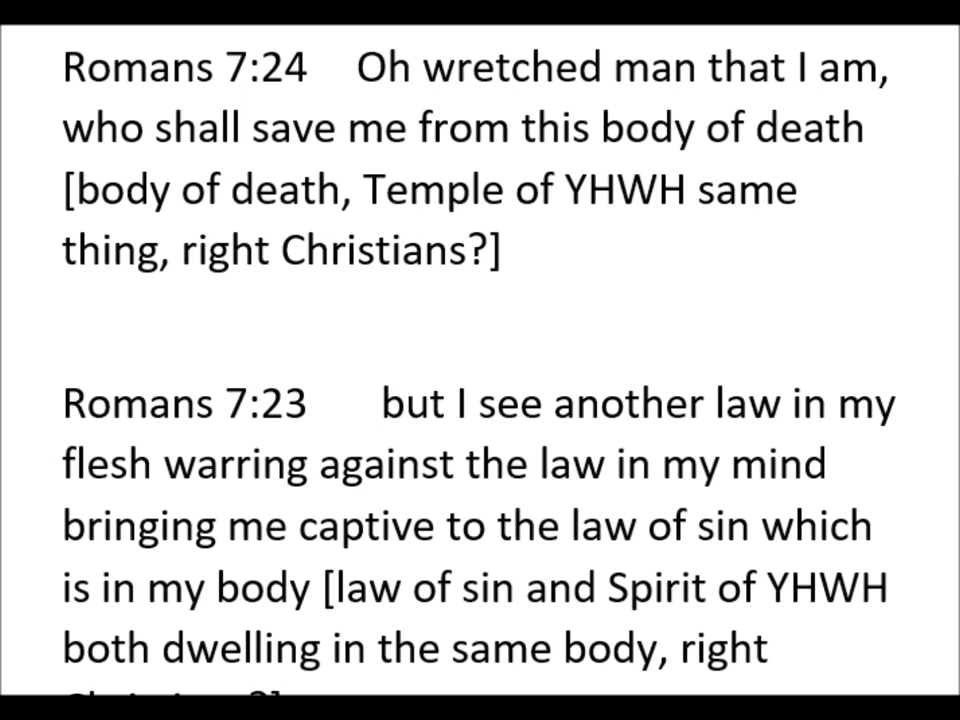 Romans 7:24 Oh wretched man that I am,
who shall save me from this body of death
[body of death, Temple of YHWH same
thing, right Christians?]
Romans 7:23 but I see another law in my
flesh warring against the law in my mind
bringing me captive to the law of sin which
is in my body [law of sin and Spirit of YHWH
both dwelling in the same body, right